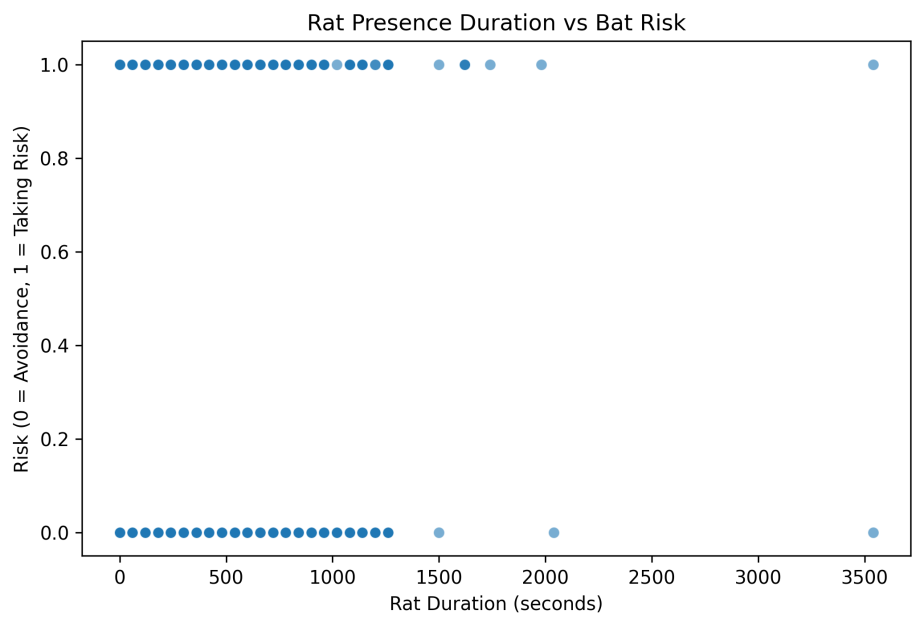 Rat Presence Duration vs Bat Risk
1.0
0.8
0.6
0.4
0.2
0.0
Risk (0 = Avoidance, 1 = Taking Risk)
0 500 1000 1500 2000 2500 3000 3500
Rat Duration (seconds)